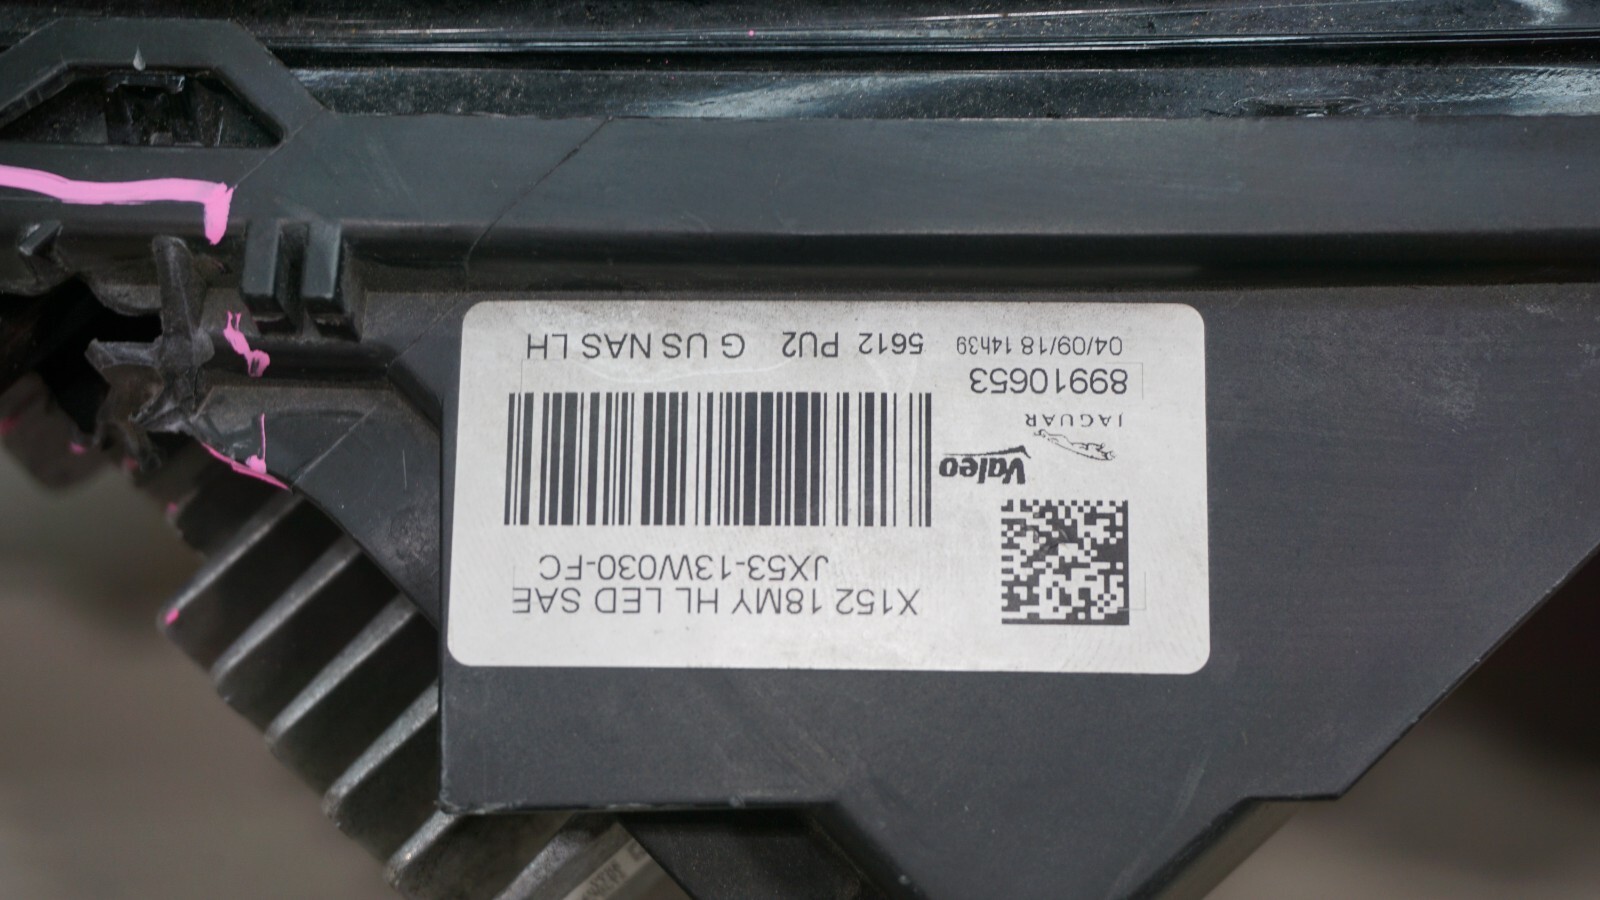 X152 18MY HL LED SAE
JX53-13W030-FC
Valeo
JAGUAR
89910653
04/09/18 14h39
5612 PU2 G US NAS LH